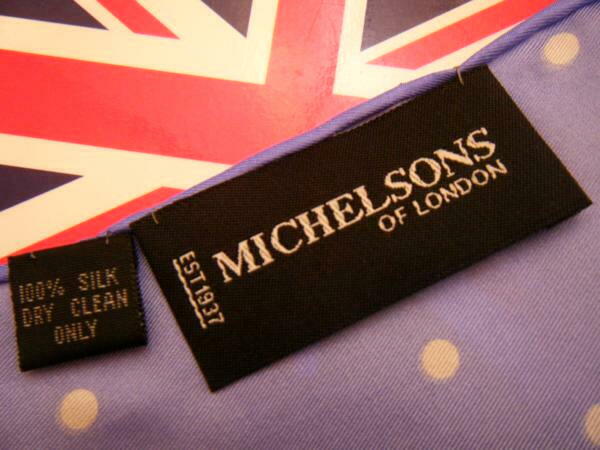 MICHELSONS
OF LONDON
EST 1937
100% SILK
DRY CLEAN
ONLY